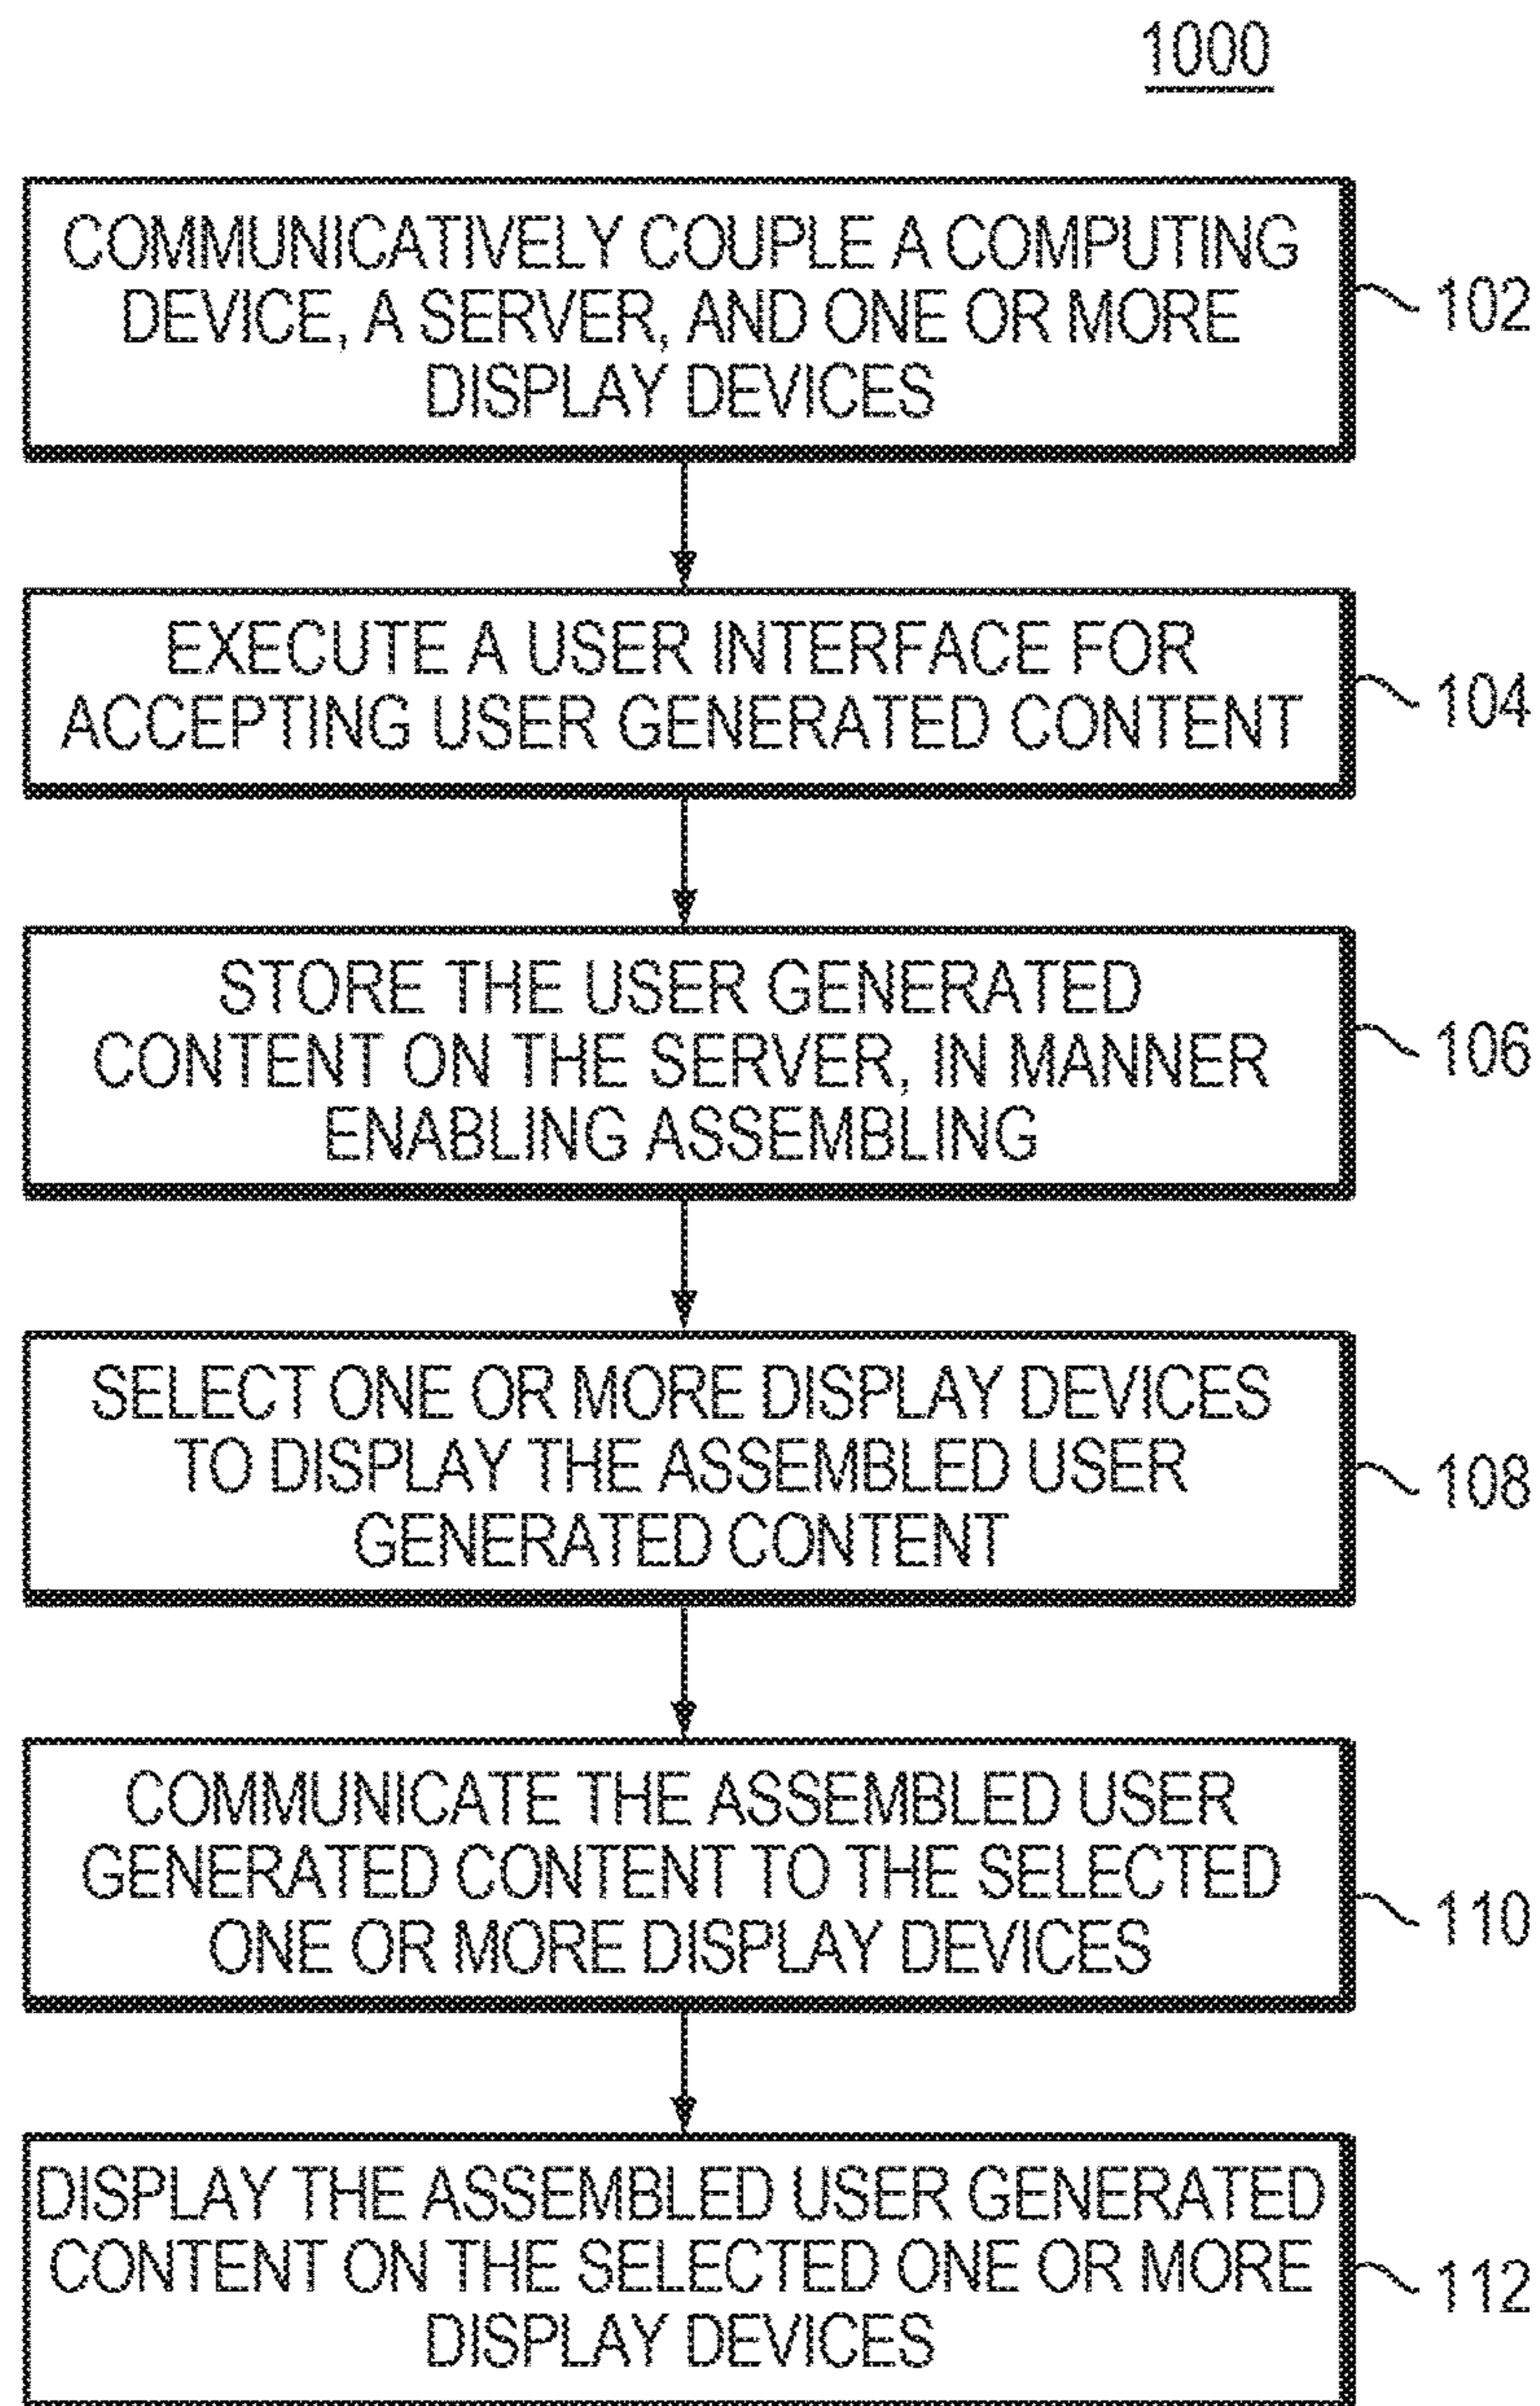 1000
COMMUNICATIVELY COUPLE A COMPUTING
DEVICE, A SERVER, AND ONE OR MORE
DISPLAY DEVICES
102
EXECUTE A USER INTERFACE FOR
ACCEPTING USER GENERATED CONTENT
104
STORE THE USER GENERATED
CONTENT ON THE SERVER, IN MANNER
ENABLING ASSEMBLING
106
SELECT ONE OR MORE DISPLAY DEVICES
TO DISPLAY THE ASSEMBLED USER
GENERATED CONTENT
108
COMMUNICATE THE ASSEMBLED USER
GENERATED CONTENT TO THE SELECTED
ONE OR MORE DISPLAY DEVICES
110
DISPLAY THE ASSEMBLED USER GENERATED
CONTENT ON THE SELECTED ONE OR MORE
DISPLAY DEVICES
112